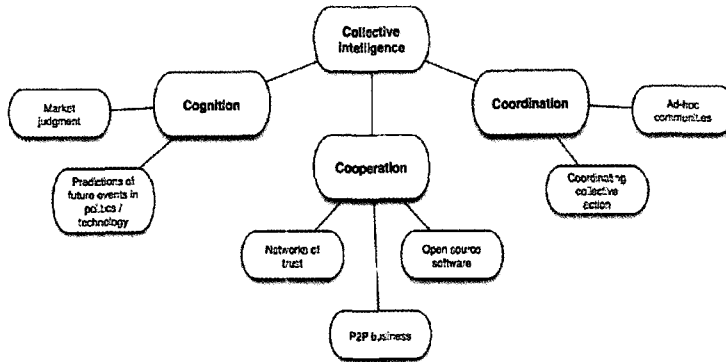 Collective
Intelligence
Cognition
Coordination
Market
judgment
Ad-hoc
communities
Cooperation
Predictions of
future events in
politics /
technology
Coordinating
collective
action
Networks of
trust
Open source
software
P2P business